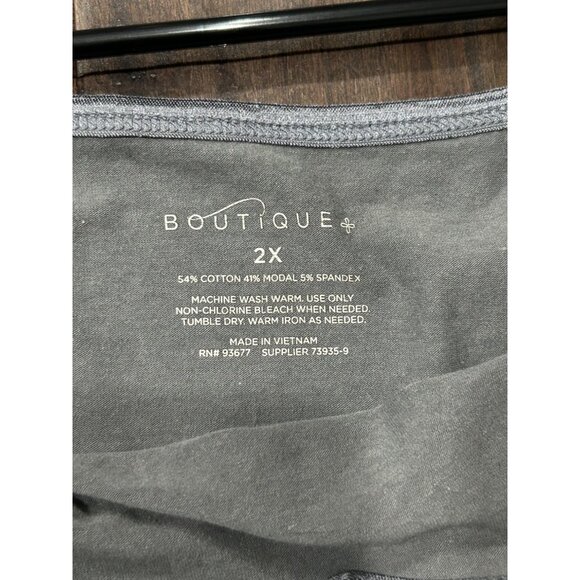 BOUTIQUE+
2X
54% COTTON 41% MODAL 5% SPANDEX
MACHINE WASH WARM. USE ONLY
NON-CHLORINE BLEACH WHEN NEEDED.
TUMBLE DRY. WARM IRON AS NEEDED.
MADE IN VIETNAM
RN# 93677 SUPPLIER 73935-9